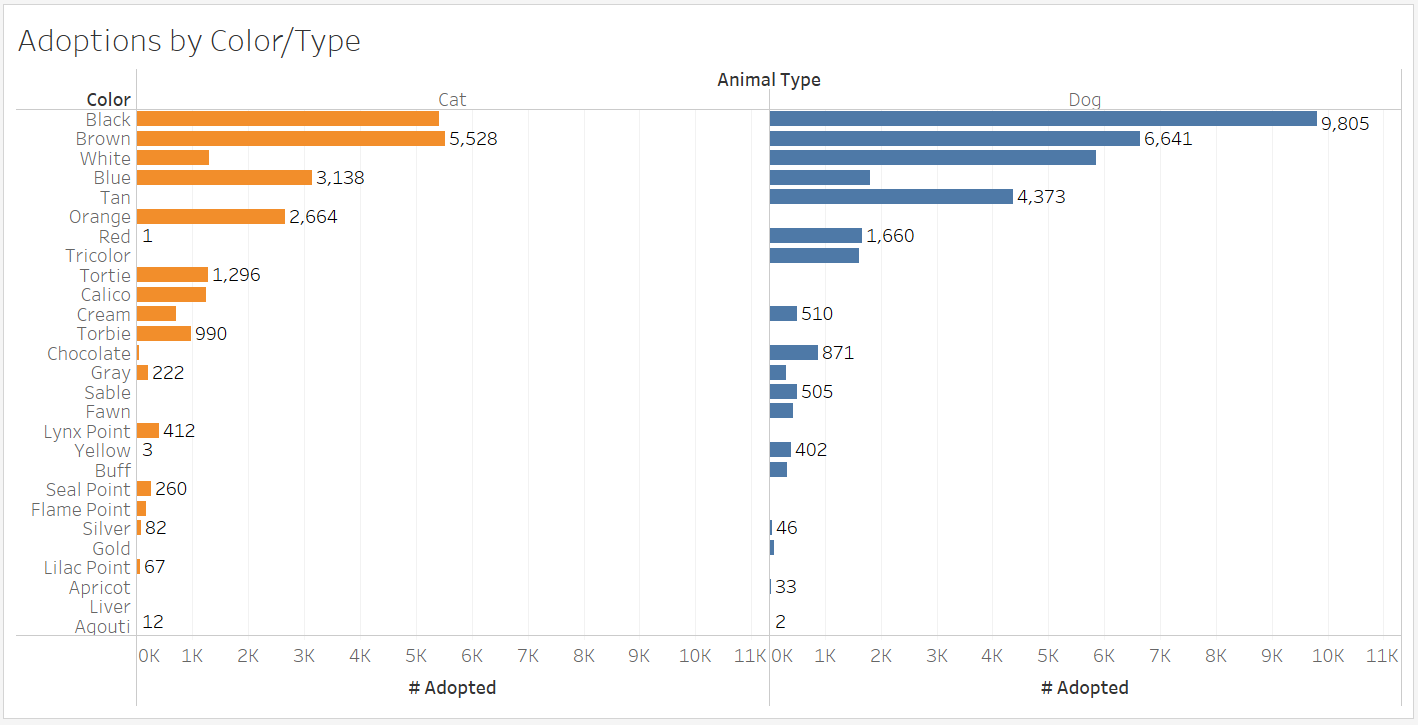 Adoptions by Color/Type
Animal Type
Color Cat Dog
Black 9,805
Brown 5,528 6,641
White
Blue 3,138
Tan 4,373
Orange 2,664
Red 1 1,660
Tricolor
Tortie 1,296
Calico
Cream 510
Torbie 990
Chocolate 871
Gray 222
Sable 505
Fawn
Lynx Point 412
Yellow 3 402
Buff
Seal Point 260
Flame Point
Silver 82 46
Gold
Lilac Point 67
Apricot 33
Liver
Agouti 12 2
0K 1K 2K 3K 4K 5K 6K 7K 8K 9K 10K 11K 0K 1K 2K 3K 4K 5K 6K 7K 8K 9K 10K 11K
# Adopted # Adopted